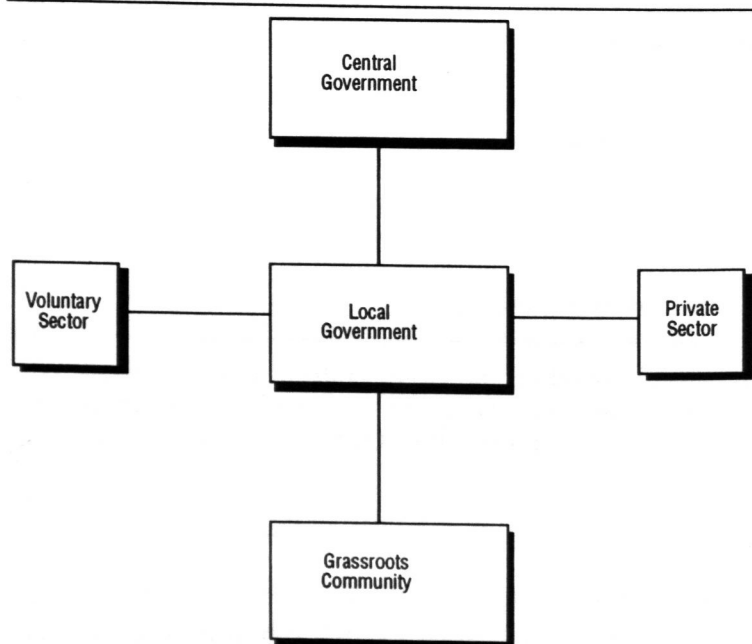 Central
Government
Voluntary
Sector
Local
Government
Private
Sector
Grassroots
Community